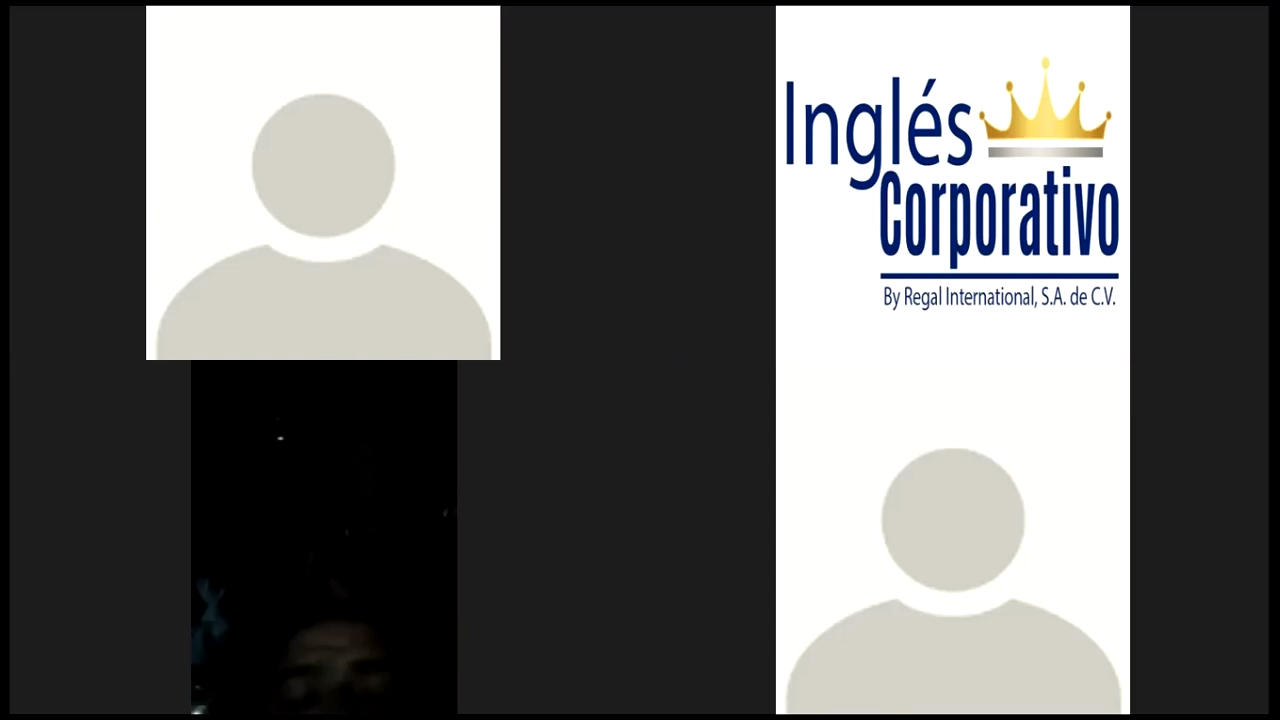 Inglés
Corporativo
By Regal International, S.A. de C.V.